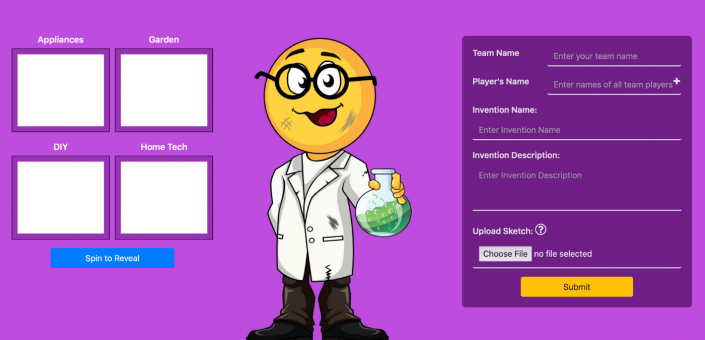 Appliances
Garden
DIY
Home Tech
Spin to Reveal
Team Name
Enter your team name
Player's Name
Enter names of all team players
+
Invention Name:
Enter Invention Name
Invention Description:
Enter Invention Description
Upload Sketch: ?
Choose File no file selected
Submit